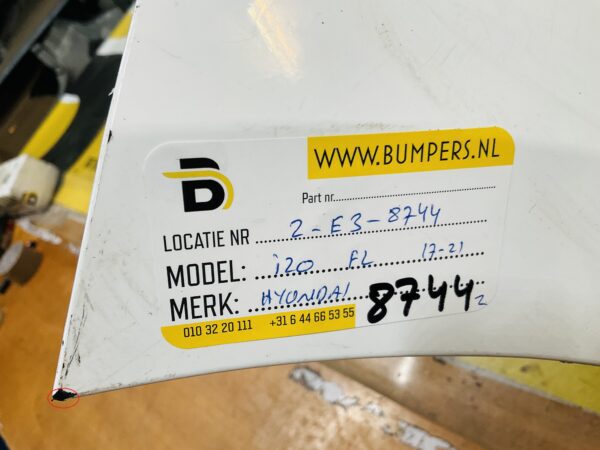 WWW.BUMPERS.NL
Part nr.
LOCATIE NR 2-E3-8744
MODEL: i20 FL 17-21
MERK: HYUNDAI 8744 2
010 32 20 111 +31 6 44 66 53 55